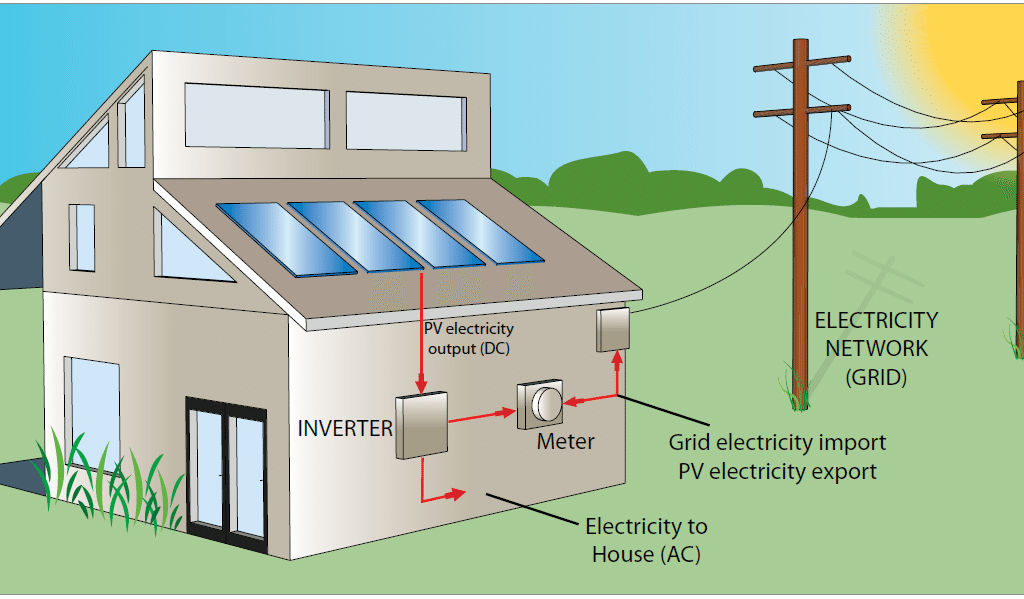 PV electricity
output (DC)
ELECTRICITY
NETWORK
(GRID)
INVERTER
Meter
Grid electricity import
PV electricity export
Electricity to
House (AC)